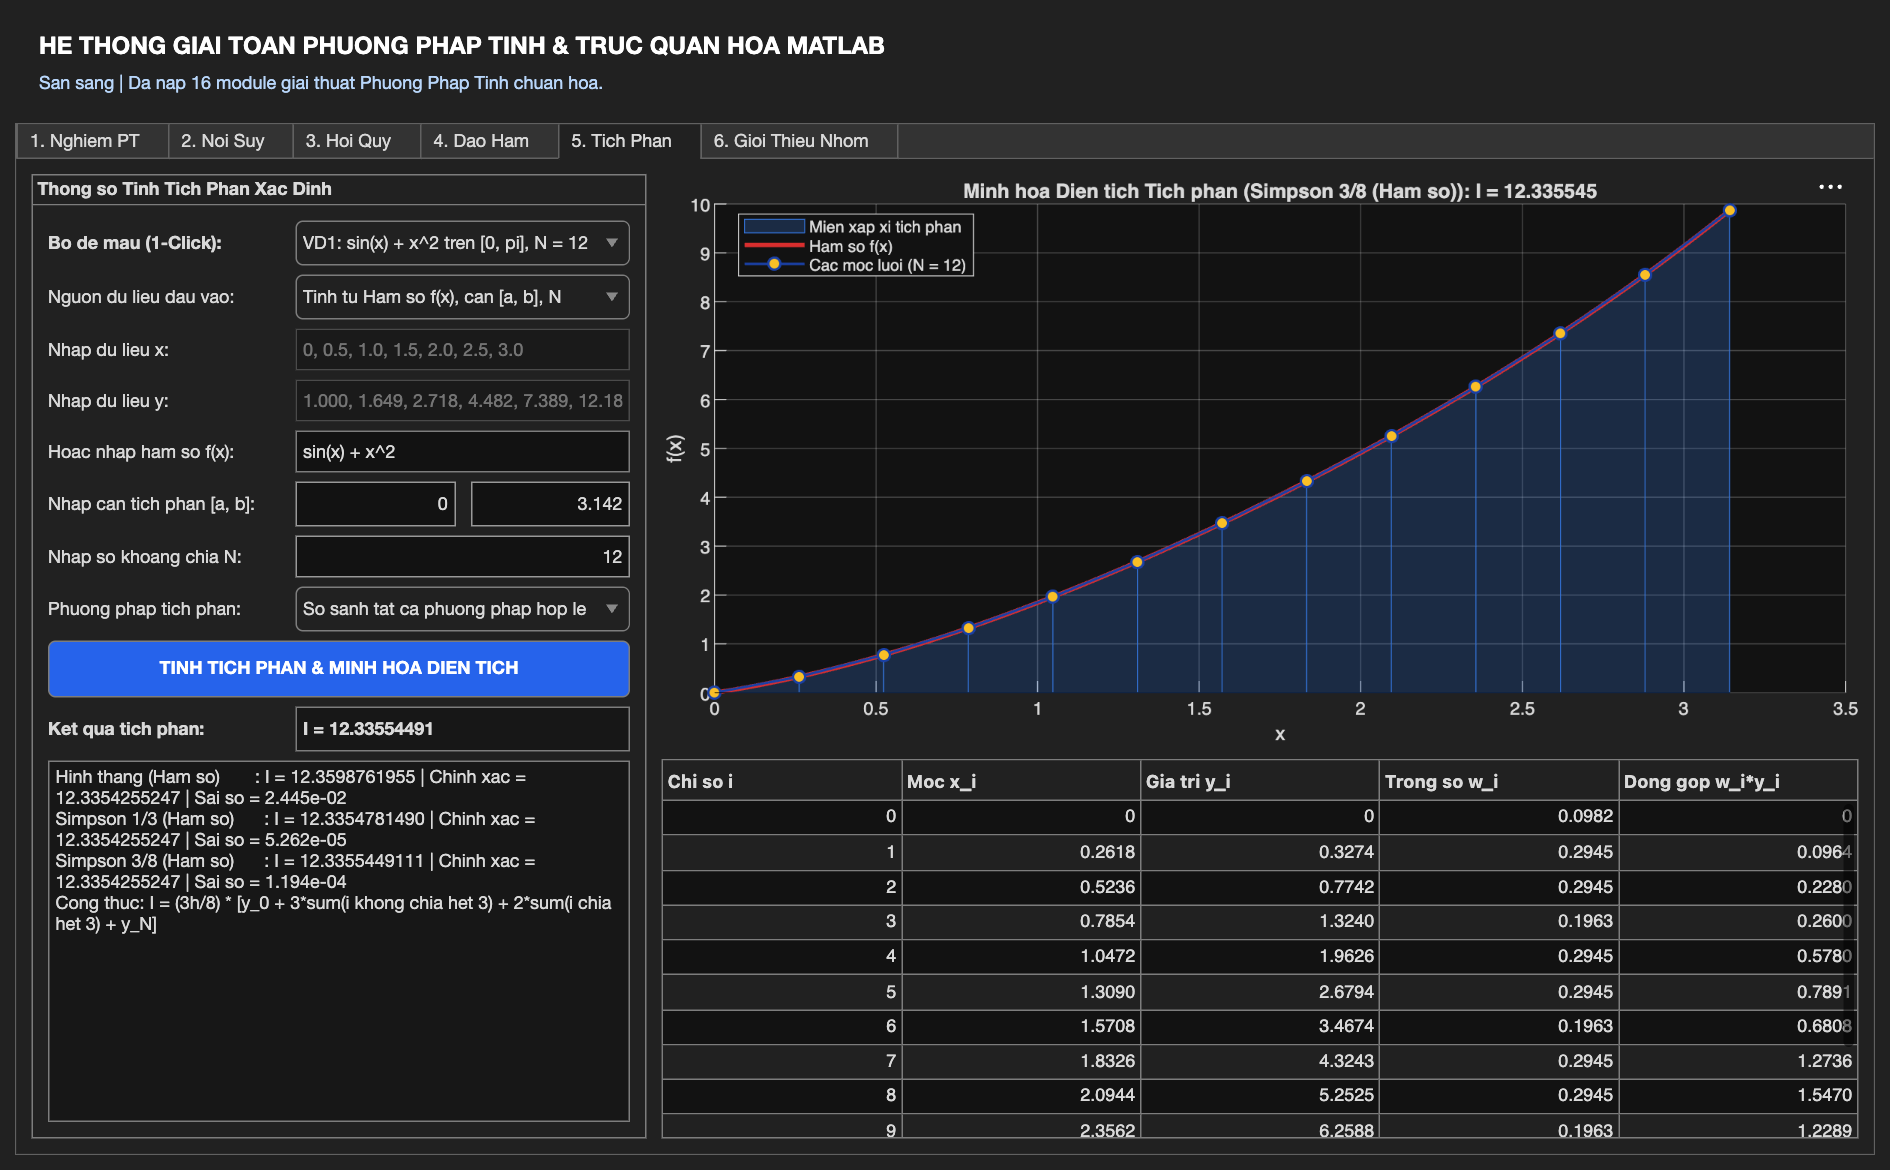 HE THONG GIAI TOAN PHUONG PHAP TINH & TRUC QUAN HOA MATLAB
San sang | Da nap 16 module giai thuat Phuong Phap Tinh chuan hoa.
1. Nghiem PT
2. Noi Suy
3. Hoi Quy
4. Dao Ham
5. Tich Phan
6. Gioi Thieu Nhom
Thong so Tinh Tich Phan Xac Dinh
Bo de mau (1-Click):
VD1: sin(x) + x^2 tren [0, pi], N = 12
Nguon du lieu dau vao:
Tinh tu Ham so f(x), can [a, b], N
Nhap du lieu x:
0, 0.5, 1.0, 1.5, 2.0, 2.5, 3.0
Nhap du lieu y:
1.000, 1.649, 2.718, 4.482, 7.389, 12.18
Hoac nhap ham so f(x):
sin(x) + x^2
Nhap can tich phan [a, b]:
0
3.142
Nhap so khoang chia N:
12
Phuong phap tich phan:
So sanh tat ca phuong phap hop le
TINH TICH PHAN & MINH HOA DIEN TICH
Ket qua tich phan:
I = 12.33554491
Hinh thang (Ham so) : I = 12.3598761955 | Chinh xac =
12.3354255247 | Sai so = 2.445e-02
Simpson 1/3 (Ham so) : I = 12.3354781490 | Chinh xac =
12.3354255247 | Sai so = 5.262e-05
Simpson 3/8 (Ham so) : I = 12.3355449111 | Chinh xac =
12.3354255247 | Sai so = 1.194e-04
Cong thuc: I = (3h/8) * [y_0 + 3*sum(i khong chia het 3) + 2*sum(i chia
het 3) + y_N]
Minh hoa Dien tich Tich phan (Simpson 3/8 (Ham so)): I = 12.335545
Mien xap xi tich phan
Ham so f(x)
Cac moc luoi (N = 12)
10
9
8
7
6
5
4
3
2
1
0
f(x)
0 0.5 1 1.5 2 2.5 3 3.5
x
Chi so i Moc x_i Gia tri y_i Trong so w_i Dong gop w_i*y_i
0 0 0 0.0982 0
1 0.2618 0.3274 0.2945 0.0964
2 0.5236 0.7742 0.2945 0.2280
3 0.7854 1.3240 0.1963 0.2600
4 1.0472 1.9626 0.2945 0.5780
5 1.3090 2.6794 0.2945 0.7891
6 1.5708 3.4674 0.1963 0.6808
7 1.8326 4.3243 0.2945 1.2736
8 2.0944 5.2525 0.2945 1.5470
9 2.3562 6.2588 0.1963 1.2289